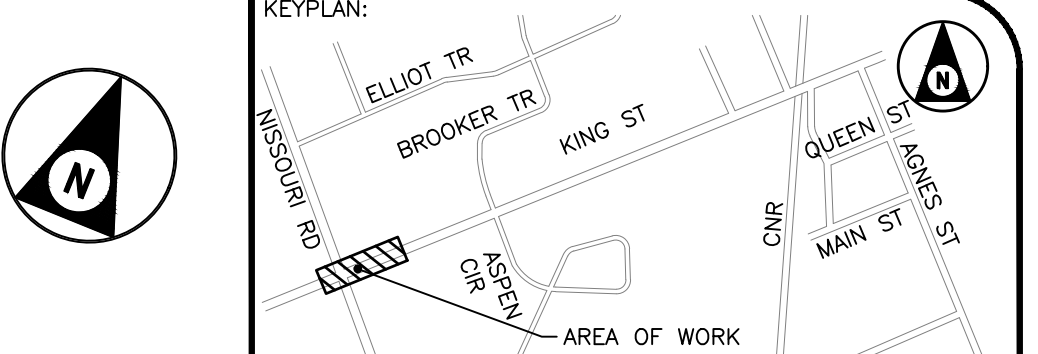 KEYPLAN:
N
N
ELLIOT TR
BROOKER TR
KING ST
QUEEN ST
NISSOURI RD
AGNES ST
CNR
MAIN ST
ASPEN
CIR
AREA OF WORK